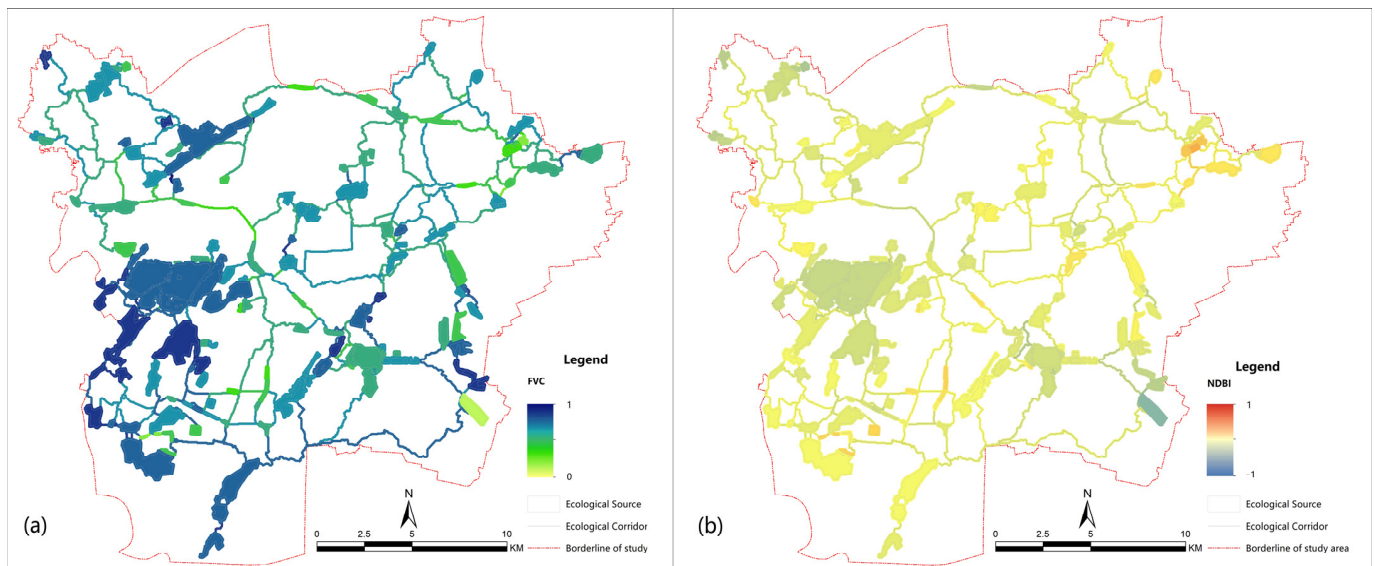 Legend
FVC
1
0
Ecological Source
Ecological Corridor
Borderline of study
N
0 2.5 5 10
KM
(a)
Legend
NDBI
1
−1
Ecological Source
Ecological Corridor
Borderline of study area
N
0 2.5 5 10
KM
(b)